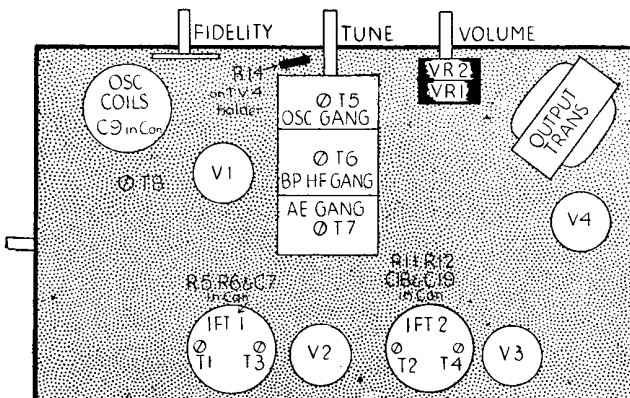 FIDELITY
TUNE
VOLUME
OSC
COILS
C9 in Can
R14
on T V4
holder
VR2
VR1
OUTPUT
TRANS
T5
OSC GANG
T6
BP HF GANG
AE GANG
T7
V1
T8
V4
R5 R6 & C7
in Can
R11 R12
C18 & C19
in Can
IFT 1
T1 T3
V2
IFT 2
T2 T4
V3